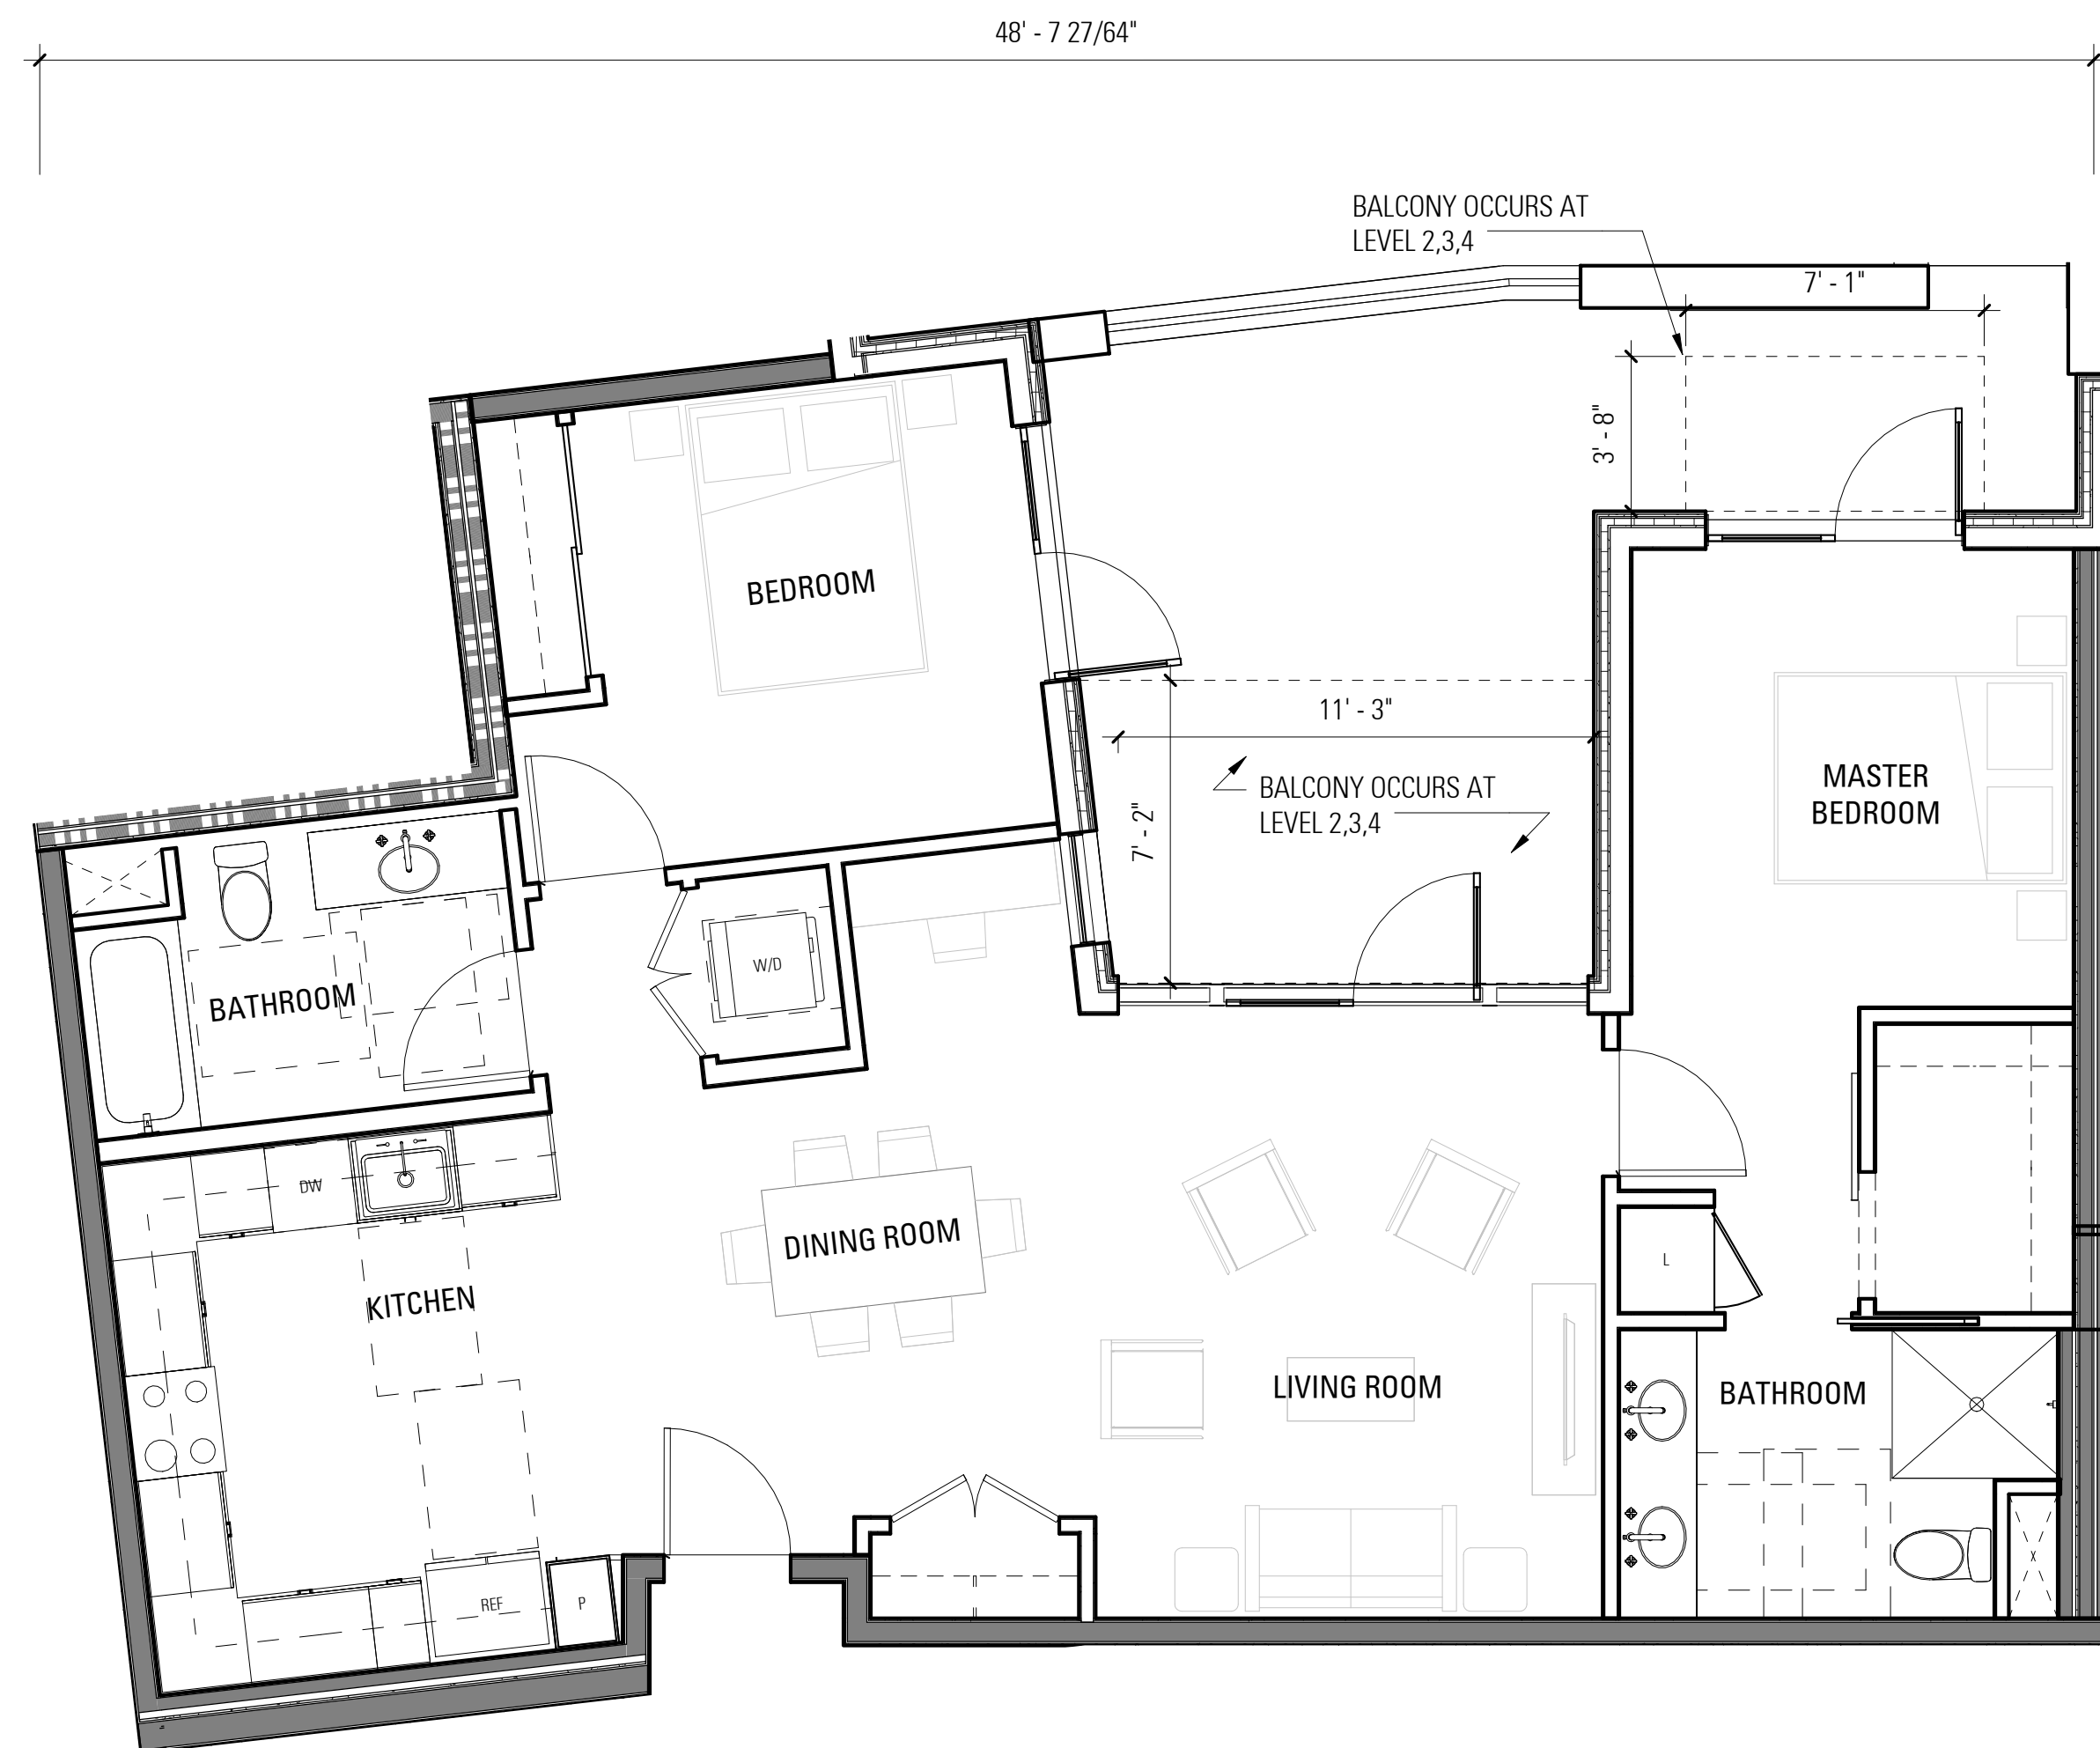 48' - 7 27/64"
BALCONY OCCURS AT
LEVEL 2,3,4
7' - 1"
3' - 8"
BEDROOM
11' - 3"
MASTER
BEDROOM
BALCONY OCCURS AT
LEVEL 2,3,4
7' - 2"
W/D
BATHROOM
DW
DINING ROOM
L
KITCHEN
LIVING ROOM
BATHROOM
REF
P